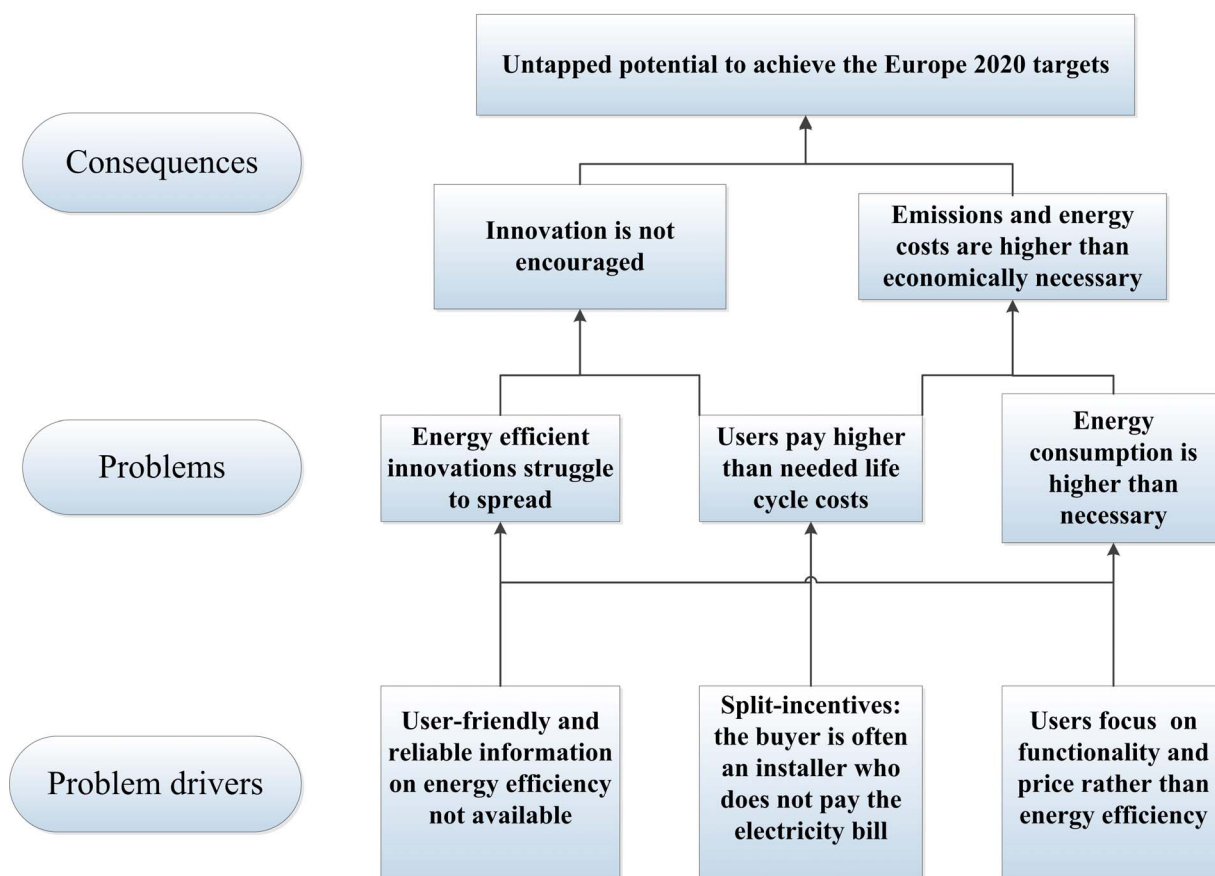 Untapped potential to achieve the Europe 2020 targets
Consequences
Innovation is not
encouraged
Emissions and energy
costs are higher than
economically necessary
Problems
Energy efficient
innovations struggle
to spread
Users pay higher
than needed life
cycle costs
Energy
consumption is
higher than
necessary
Problem drivers
User-friendly and
reliable information
on energy efficiency
not available
Split-incentives:
the buyer is often
an installer who
does not pay the
electricity bill
Users focus on
functionality and
price rather than
energy efficiency